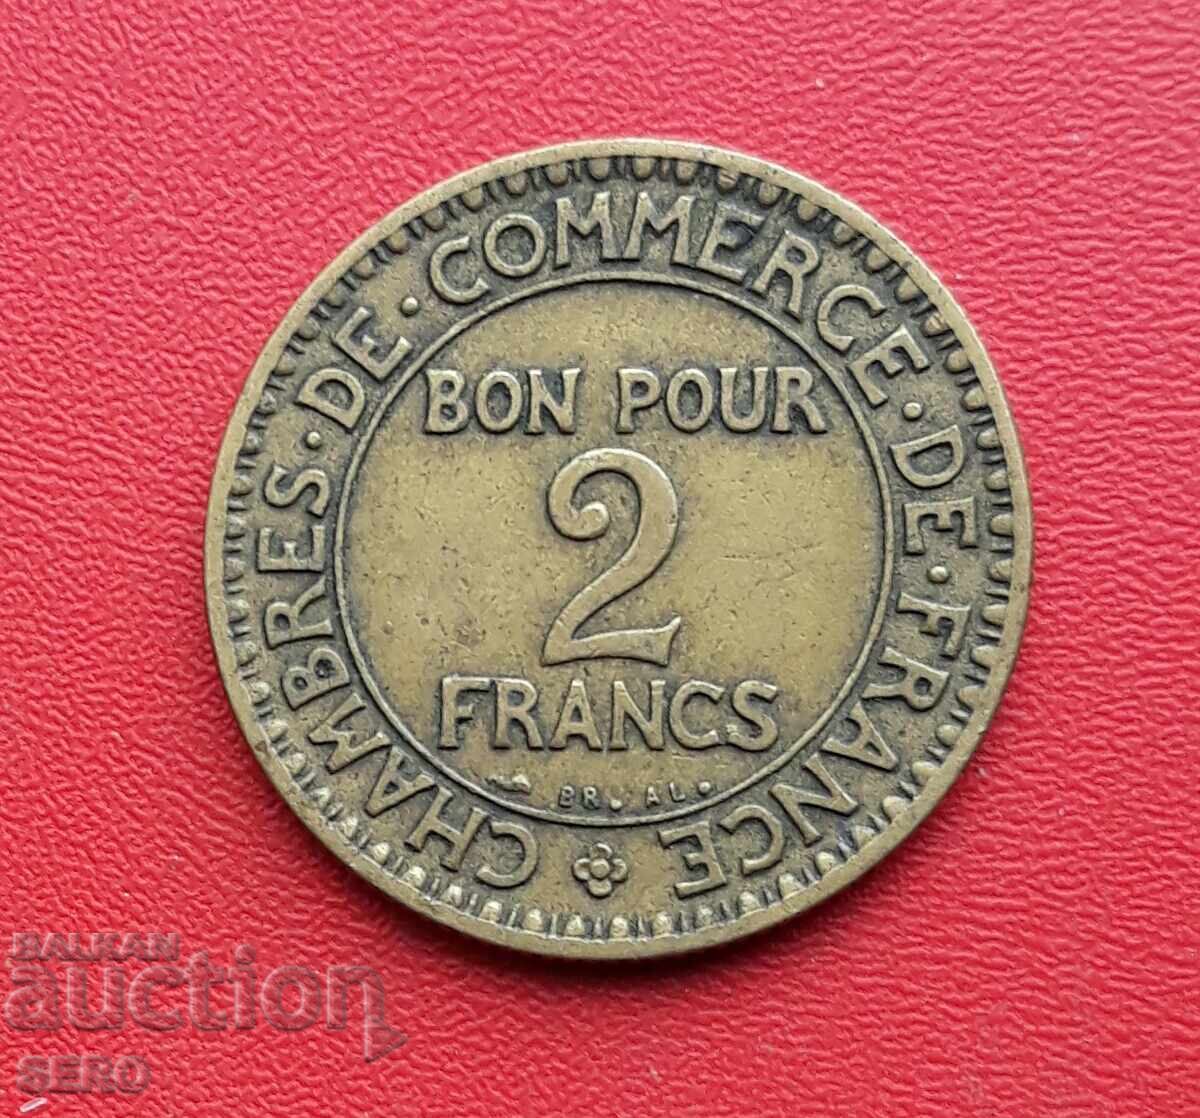 CHAMBRES · DE · COMMERCE · DE · FRANCE
BON POUR
2
FRANCS
BR. AL.
BALKAN
auction
SERO